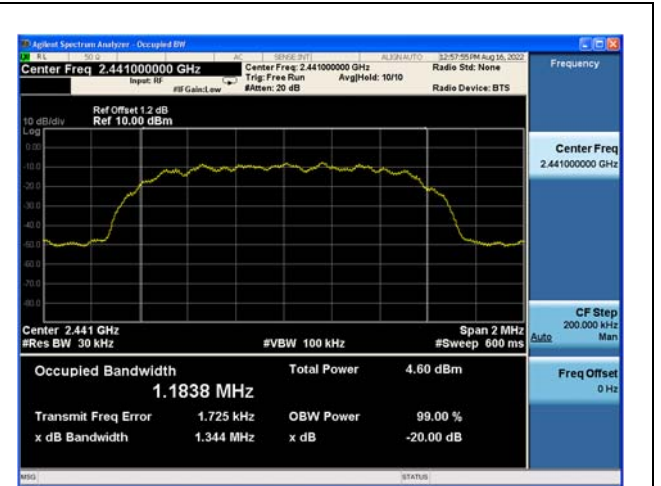 Agilent Spectrum Analyzer - Occupied BW
RL 50 Ω AC SENSE:INT ALIGN AUTO 12:57:55 PM Aug 16, 2022
Center Freq 2.441000000 GHz Center Freq: 2.441000000 GHz Radio Std: None Frequency
Input: RF Trig: Free Run Avg|Hold: 10/10
#IFGain:Low #Atten: 20 dB Radio Device: BTS
Ref Offset 1.2 dB
10 dB/div Ref 10.00 dBm
Log
0.00
-10.0
-20.0
-30.0
-40.0
-50.0
-60.0
-70.0
-80.0
Center Freq
2.441000000 GHz
Center 2.441 GHz Span 2 MHz
#Res BW 30 kHz #VBW 100 kHz #Sweep 600 ms
CF Step
200.000 kHz
Auto Man
Occupied Bandwidth Total Power 4.60 dBm
1.1838 MHz
Transmit Freq Error 1.725 kHz OBW Power 99.00 %
x dB Bandwidth 1.344 MHz x dB -20.00 dB
Freq Offset
0 Hz
MSG STATUS